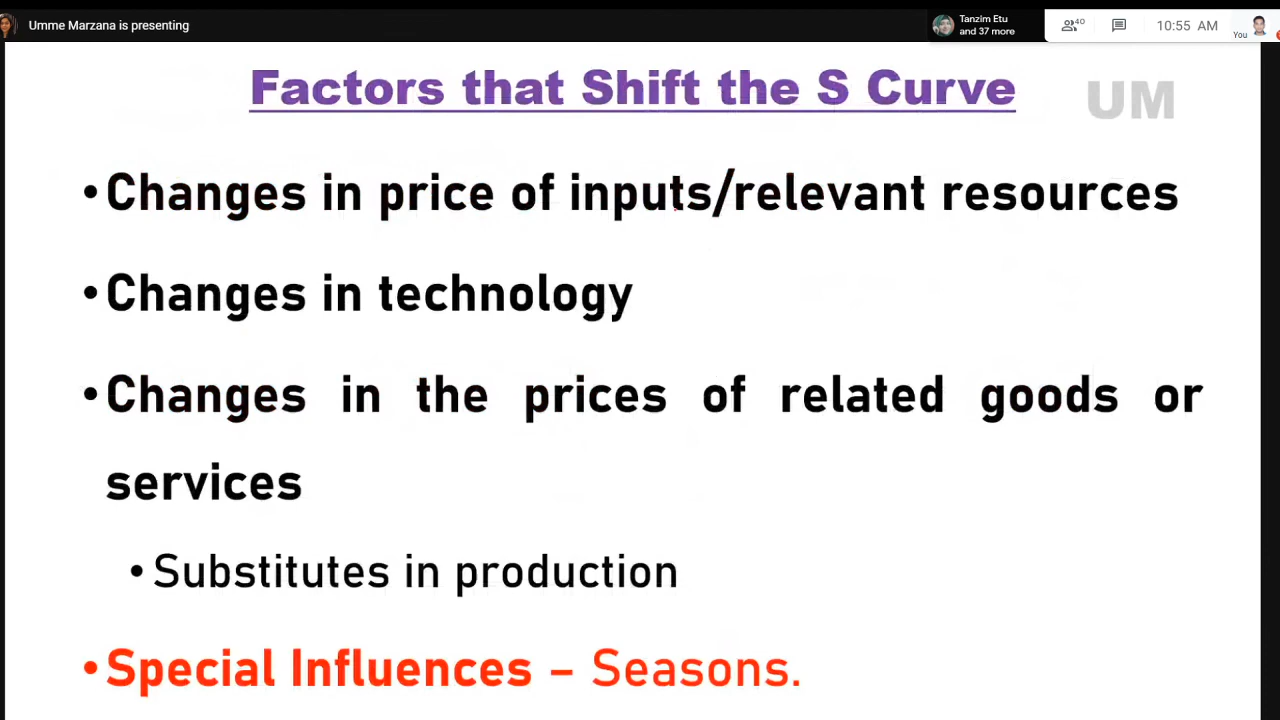 Umme Marzana is presenting
Tanzim Etu
and 37 more
40
10:55 AM
You
Factors that Shift the S Curve
UM
•Changes in price of inputs/relevant resources
•Changes in technology
•Changes in the prices of related goods or
services
•Substitutes in production
•Special Influences – Seasons.